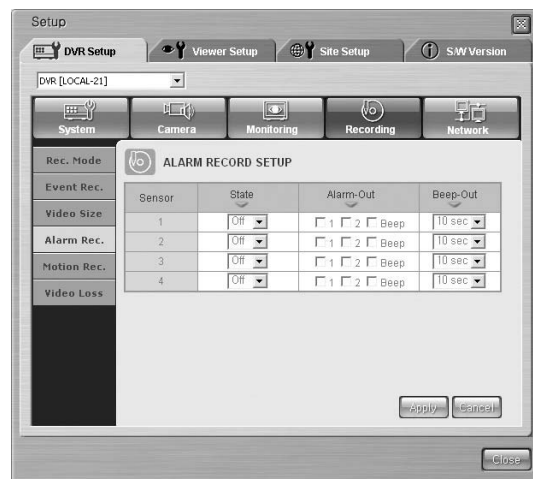 Setup
DVR Setup Viewer Setup Site Setup S/W Version
DVR [LOCAL-21]
System Camera Monitoring Recording Network
Rec. Mode
Event Rec.
Video Size
Alarm Rec.
Motion Rec.
Video Loss
ALARM RECORD SETUP
Sensor State Alarm-Out Beep-Out
1 Off 1 2 Beep 10 sec
2 Off 1 2 Beep 10 sec
3 Off 1 2 Beep 10 sec
4 Off 1 2 Beep 10 sec
Apply Cancel
Close